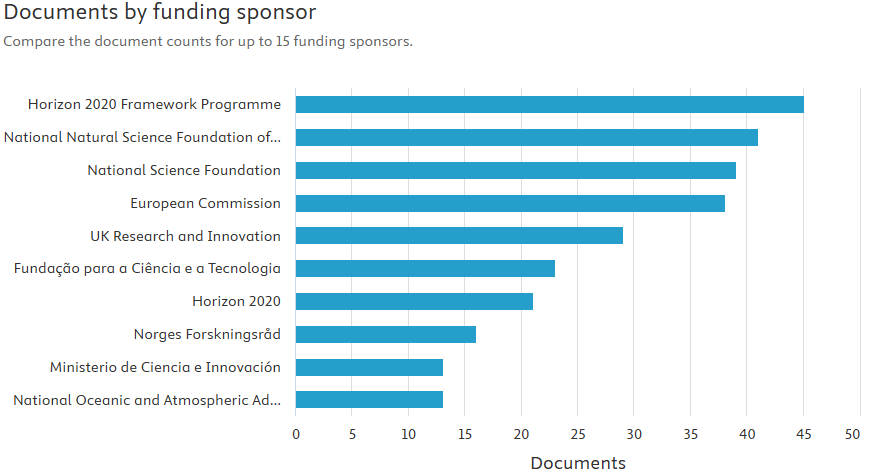 Documents by funding sponsor
Compare the document counts for up to 15 funding sponsors.
Horizon 2020 Framework Programme
National Natural Science Foundation of...
National Science Foundation
European Commission
UK Research and Innovation
Fundação para a Ciência e a Tecnologia
Horizon 2020
Norges Forskningsråd
Ministerio de Ciencia e Innovación
National Oceanic and Atmospheric Ad...
0 5 10 15 20 25 30 35 40 45 50
Documents